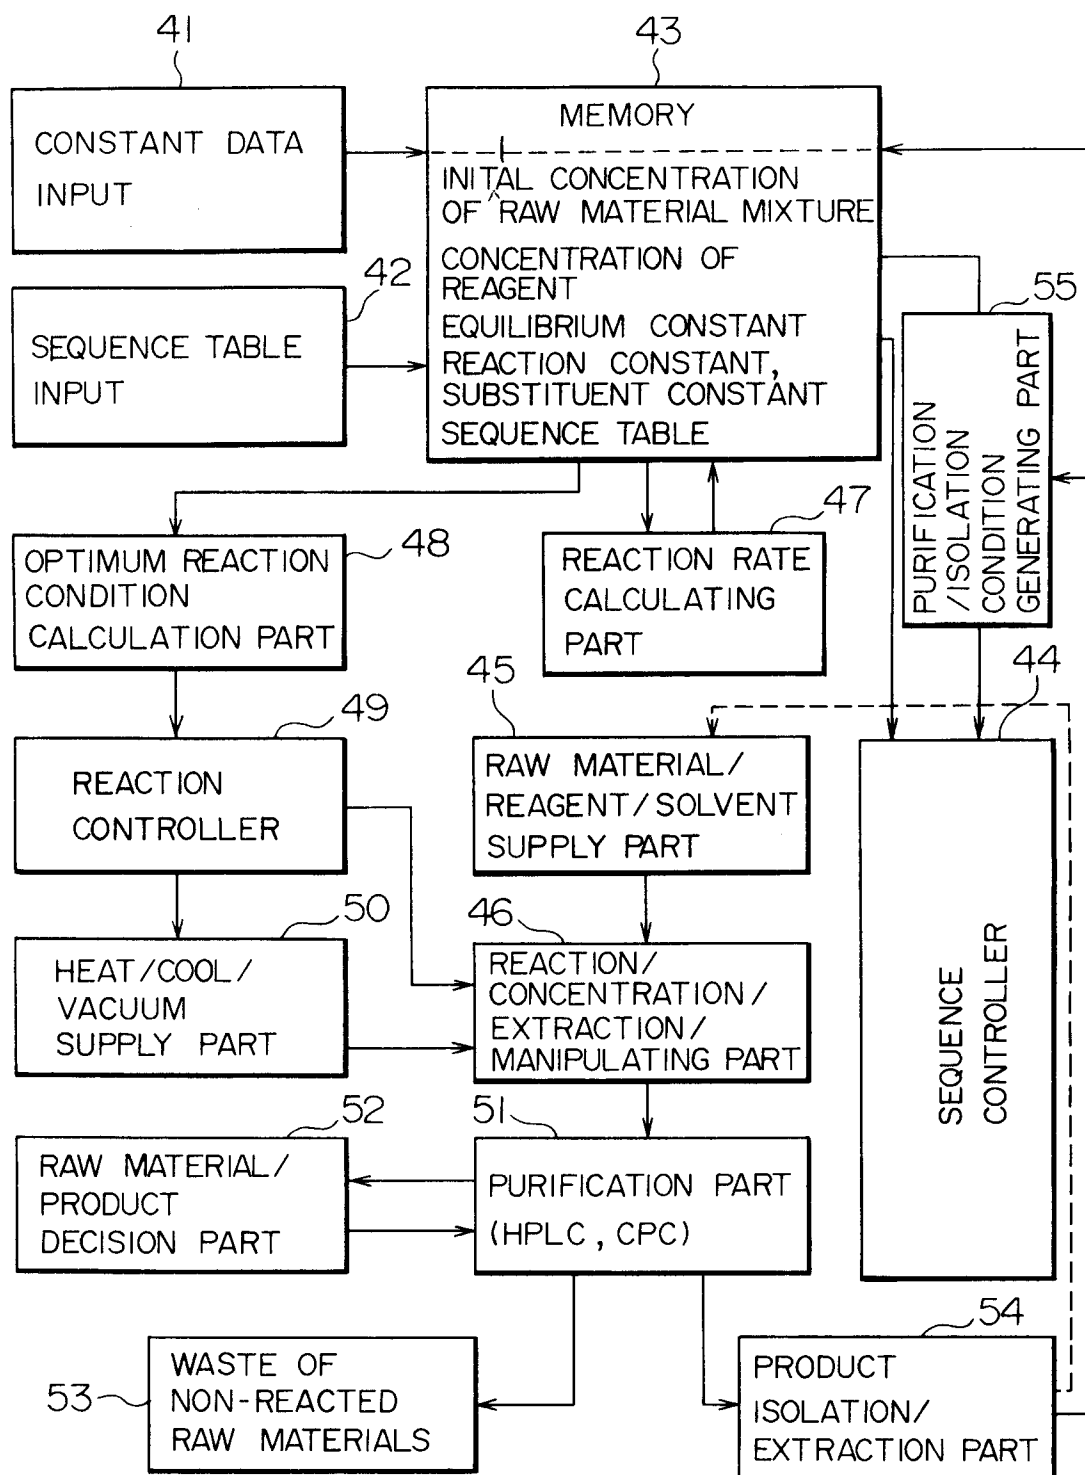 41
CONSTANT DATA
INPUT
42
SEQUENCE TABLE
INPUT
43
MEMORY
INITAL CONCENTRATION
OF RAW MATERIAL MIXTURE
CONCENTRATION OF
REAGENT
EQUILIBRIUM CONSTANT
REACTION CONSTANT,
SUBSTITUENT CONSTANT
SEQUENCE TABLE
55
PURIFICATION
/ISOLATION
CONDITION
GENERATING PART
48
OPTIMUM REACTION
CONDITION
CALCULATION PART
47
REACTION RATE
CALCULATING
PART
49
REACTION
CONTROLLER
45
RAW MATERIAL/
REAGENT/SOLVENT
SUPPLY PART
44
SEQUENCE
CONTROLLER
50
HEAT/COOL/
VACUUM
SUPPLY PART
46
REACTION/
CONCENTRATION/
EXTRACTION/
MANIPULATING PART
52
RAW MATERIAL/
PRODUCT
DECISION PART
51
PURIFICATION PART
(HPLC, CPC)
53
WASTE OF
NON-REACTED
RAW MATERIALS
54
PRODUCT
ISOLATION/
EXTRACTION PART